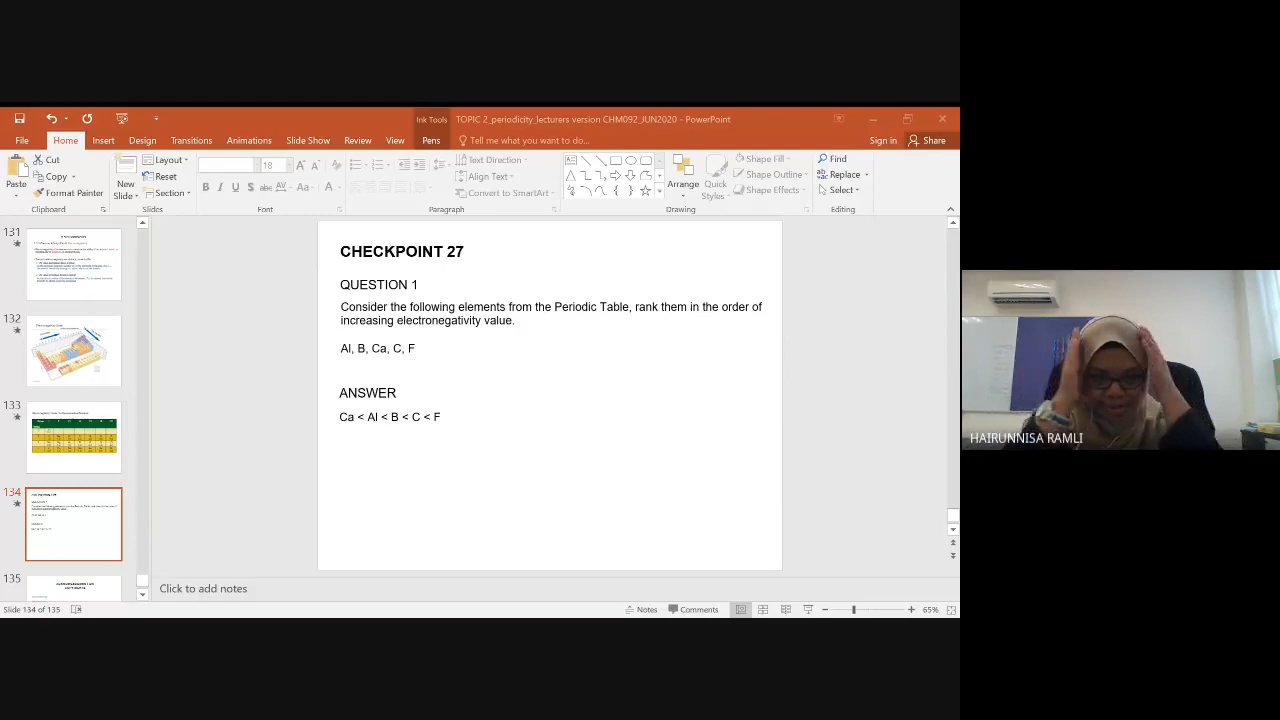 Ink Tools
TOPIC 2_periodicity_lecturers version CHM092_JUN2020 - PowerPoint
File Home Insert Design Transitions Animations Slide Show Review View Pens Tell me what you want to do... Sign in Share
Paste
Cut
Copy
Format Painter
Clipboard
New
Slide
Layout
Reset
Section
Slides
18
B I U S abc AV Aa A
Font
Text Direction
Align Text
Convert to SmartArt
Paragraph
Arrange
Quick
Styles
Shape Fill
Shape Outline
Shape Effects
Drawing
Find
Replace
Select
Editing
131
132
133
134
135
CHECKPOINT 27
QUESTION 1
Consider the following elements from the Periodic Table, rank them in the order of
increasing electronegativity value.
Al, B, Ca, C, F
ANSWER
Ca < Al < B < C < F
Click to add notes
Slide 134 of 135
Notes
Comments
65%
HAIRUNNISA RAMLI